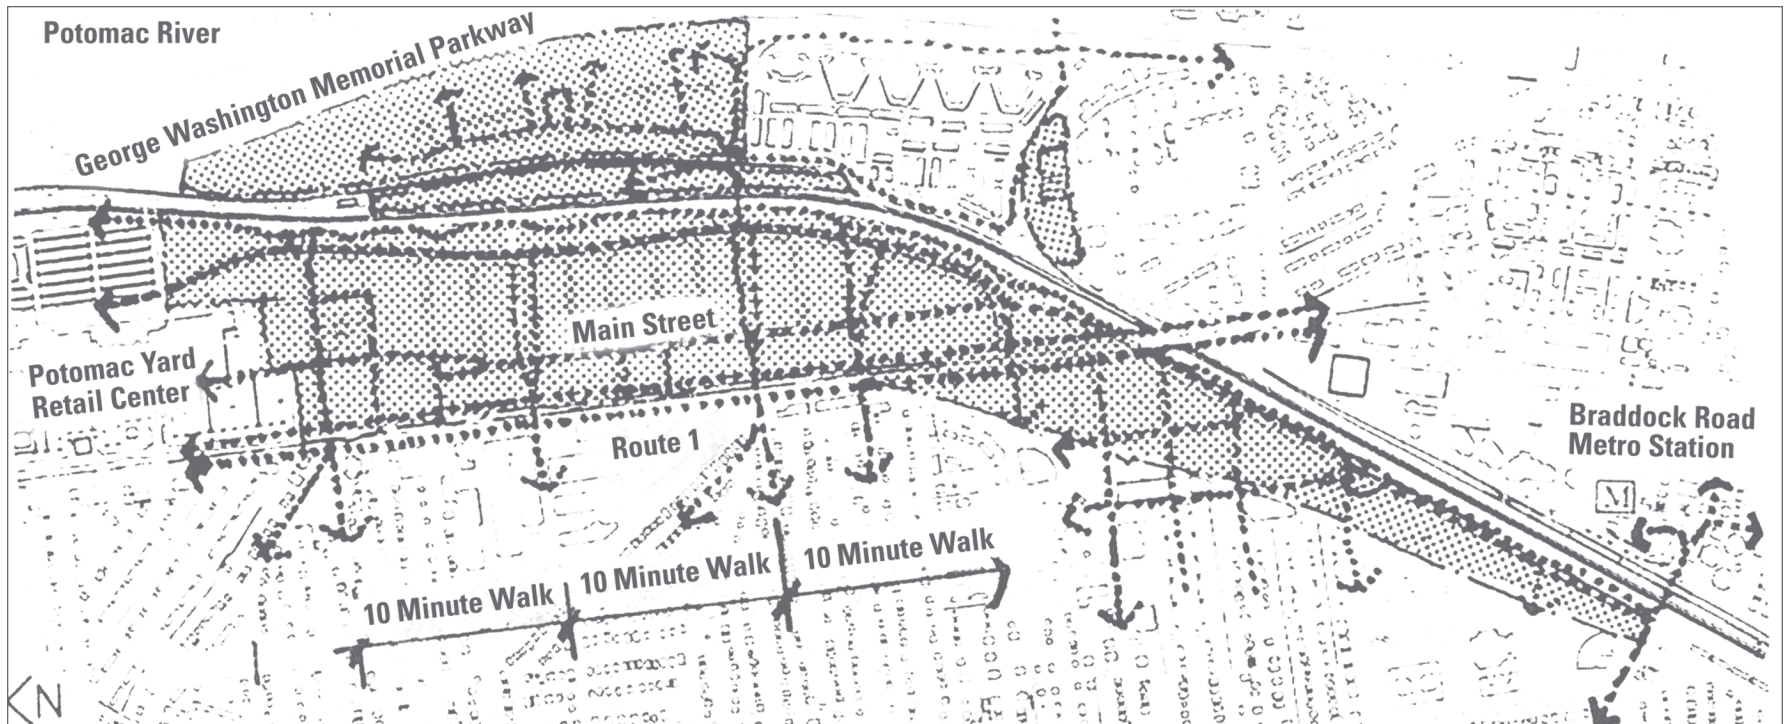 Potomac River
George Washington Memorial Parkway
Main Street
Potomac Yard
Retail Center
Route 1
Braddock Road
Metro Station
M
10 Minute Walk
10 Minute Walk
10 Minute Walk
N